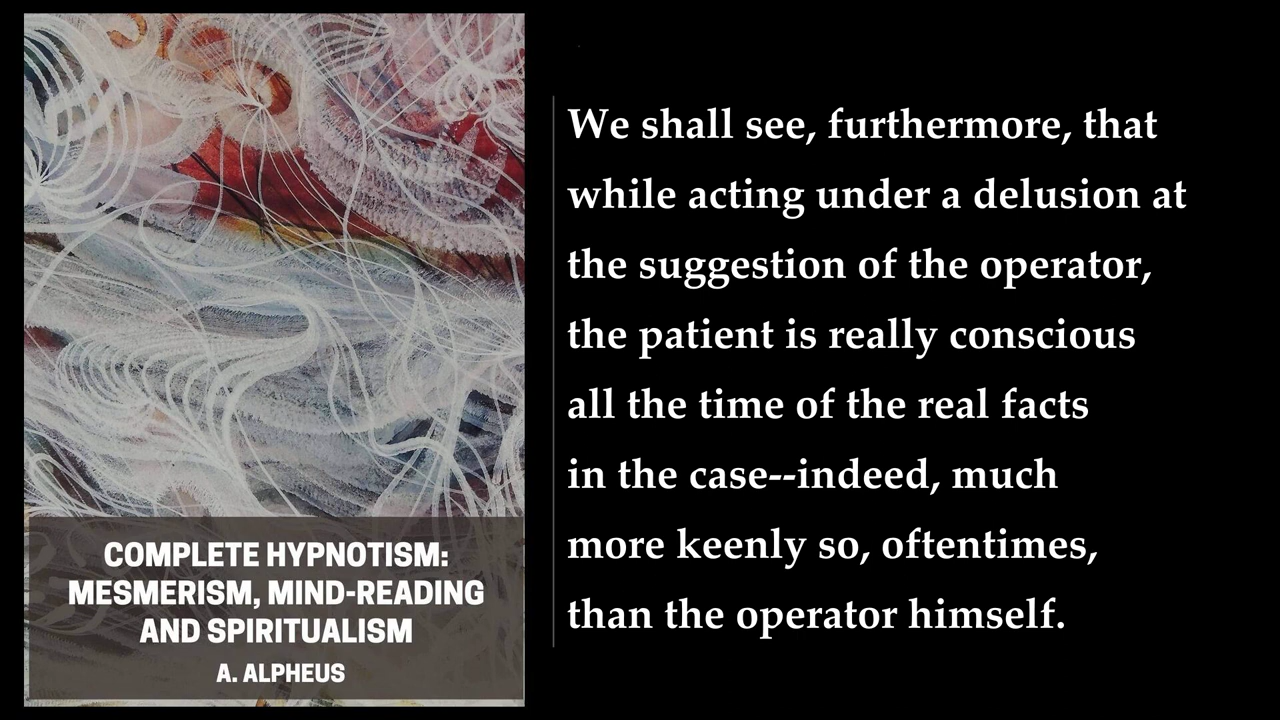 COMPLETE HYPNOTISM:
MESMERISM, MIND-READING
AND SPIRITUALISM
A. ALPHEUS
We shall see, furthermore, that
while acting under a delusion at
the suggestion of the operator,
the patient is really conscious
all the time of the real facts
in the case--indeed, much
more keenly so, oftentimes,
than the operator himself.